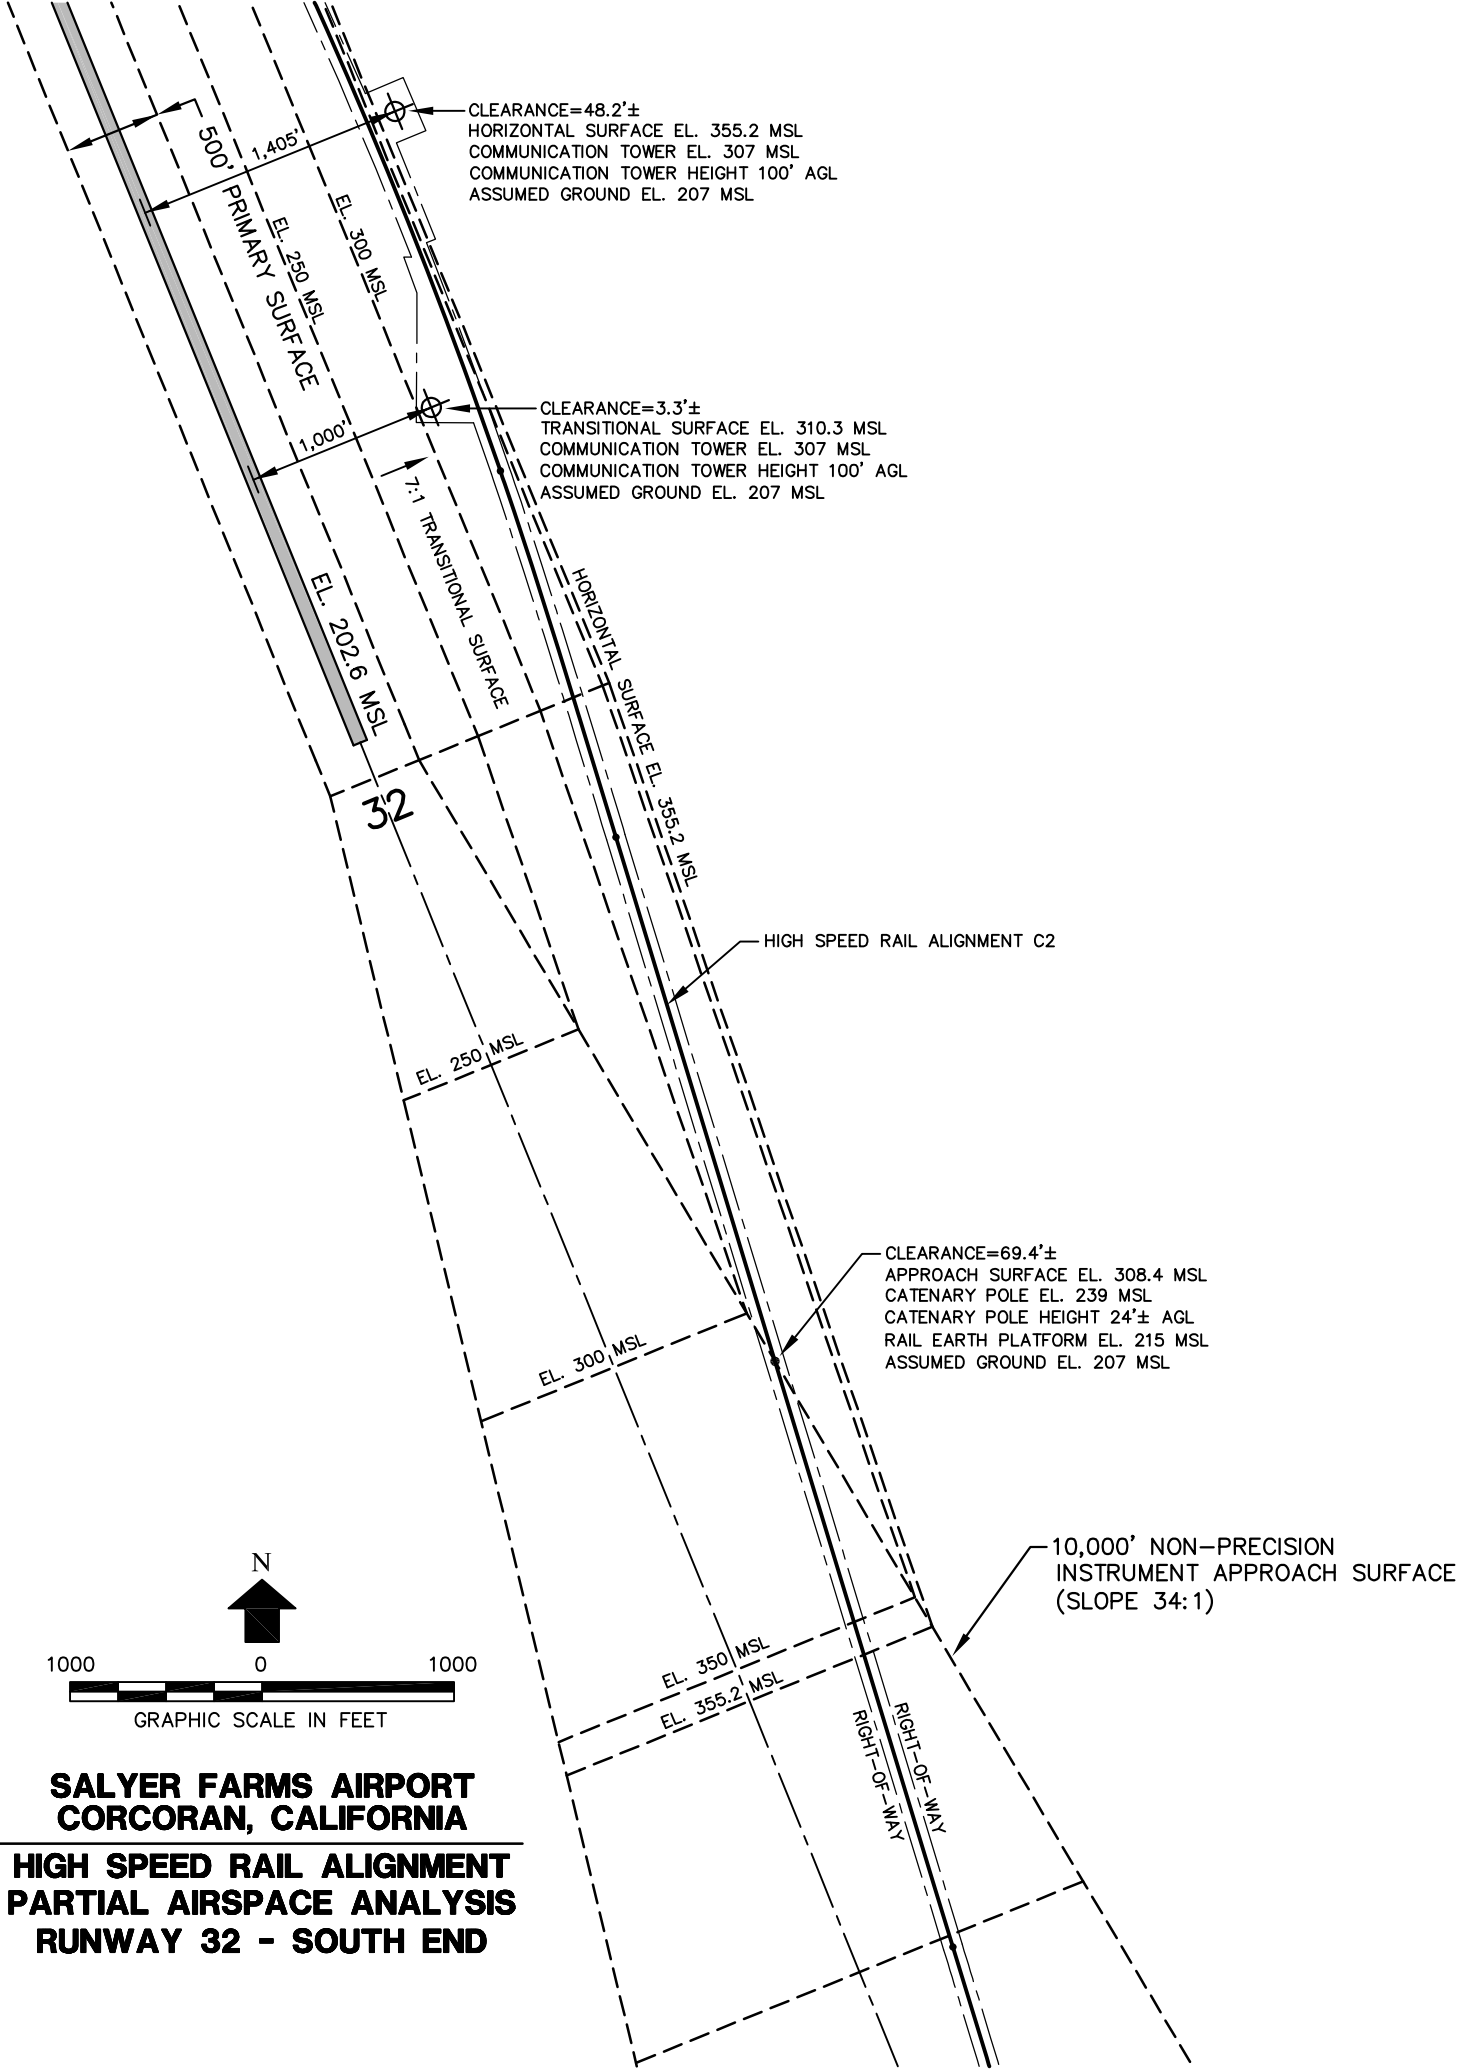 CLEARANCE=48.2'±
HORIZONTAL SURFACE EL. 355.2 MSL
COMMUNICATION TOWER EL. 307 MSL
COMMUNICATION TOWER HEIGHT 100' AGL
ASSUMED GROUND EL. 207 MSL
1,405'
500' PRIMARY SURFACE
EL. 250 MSL
EL. 300 MSL
CLEARANCE=3.3'±
TRANSITIONAL SURFACE EL. 310.3 MSL
COMMUNICATION TOWER EL. 307 MSL
COMMUNICATION TOWER HEIGHT 100' AGL
ASSUMED GROUND EL. 207 MSL
1,000'
7:1 TRANSITIONAL SURFACE
EL. 202.6 MSL
HORIZONTAL SURFACE EL. 355.2 MSL
32
HIGH SPEED RAIL ALIGNMENT C2
EL. 250 MSL
CLEARANCE=69.4'±
APPROACH SURFACE EL. 308.4 MSL
CATENARY POLE EL. 239 MSL
CATENARY POLE HEIGHT 24'± AGL
RAIL EARTH PLATFORM EL. 215 MSL
ASSUMED GROUND EL. 207 MSL
EL. 300 MSL
10,000' NON-PRECISION
INSTRUMENT APPROACH SURFACE
(SLOPE 34:1)
EL. 350 MSL
EL. 355.2 MSL
RIGHT-OF-WAY
RIGHT-OF-WAY
N
1000 0 1000
GRAPHIC SCALE IN FEET
SALYER FARMS AIRPORT
CORCORAN, CALIFORNIA
HIGH SPEED RAIL ALIGNMENT
PARTIAL AIRSPACE ANALYSIS
RUNWAY 32 - SOUTH END